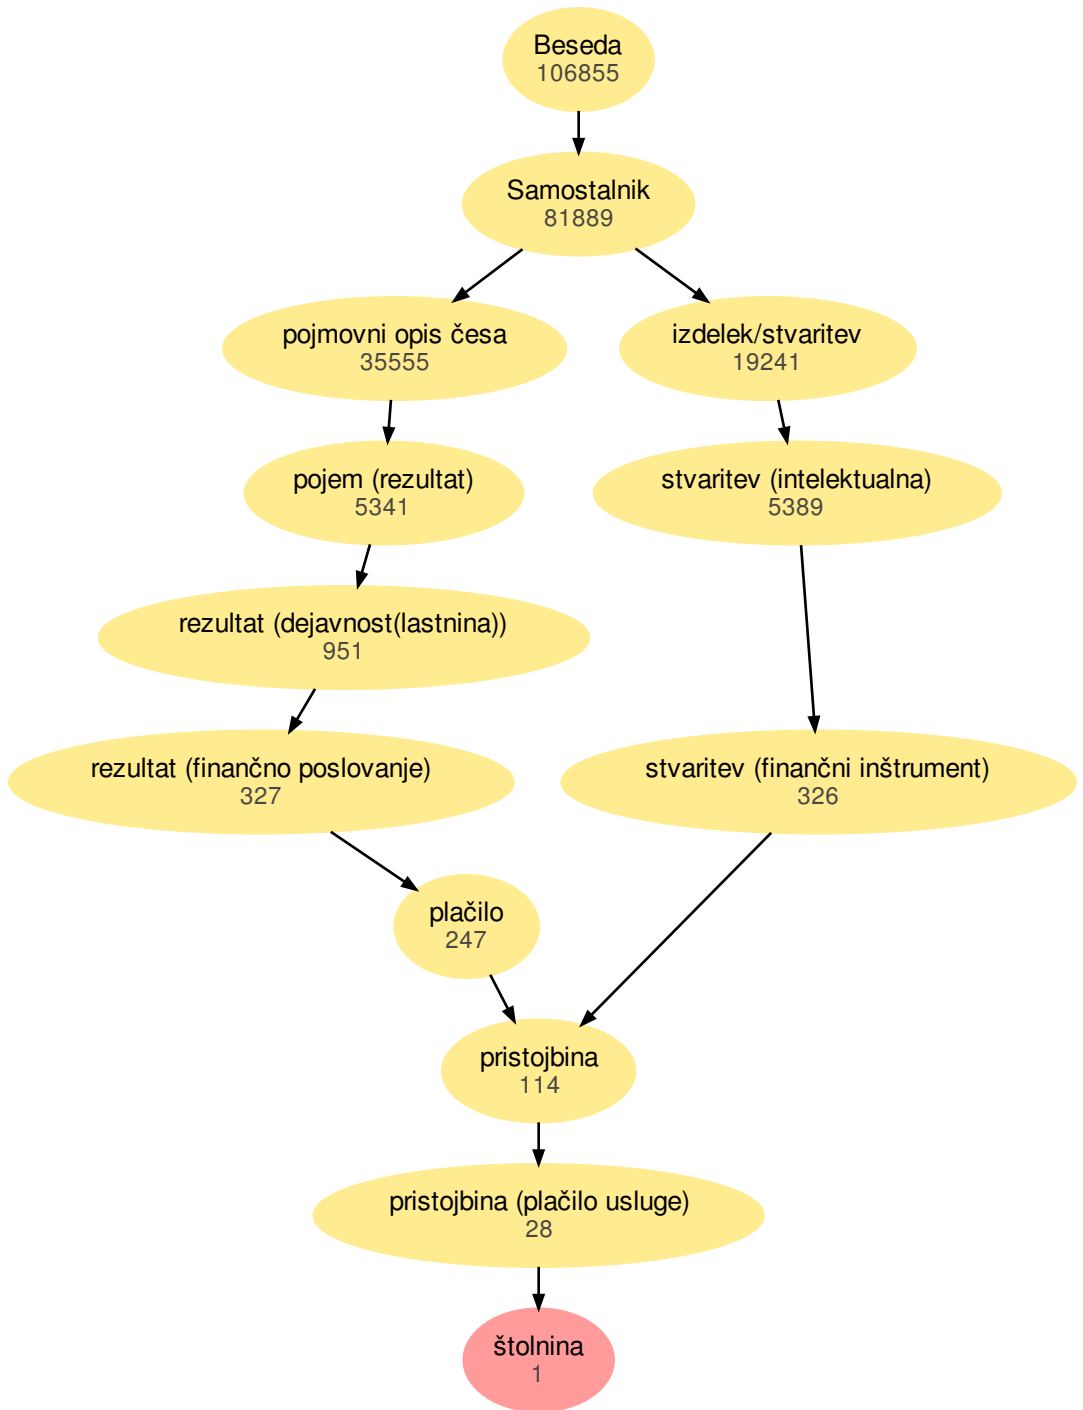 Beseda
106855
Samostalnik
81889
pojmovni opis česa
35555
izdelek/stvaritev
19241
pojem (rezultat)
5341
stvaritev (intelektualna)
5389
rezultat (dejavnost(lastnina))
951
rezultat (finančno poslovanje)
327
stvaritev (finančni inštrument)
326
plačilo
247
pristojbina
114
pristojbina (plačilo usluge)
28
štolnina
1